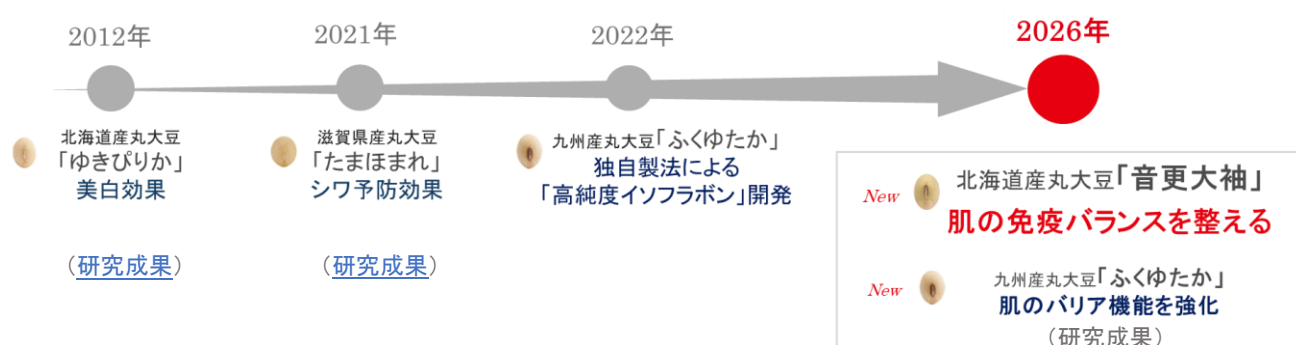 2012年
北海道産丸大豆
「ゆきぴりか」
美白効果
（研究成果）
2021年
滋賀県産丸大豆
「たまほまれ」
シワ予防効果
（研究成果）
2022年
九州産丸大豆「ふくゆたか」
独自製法による
「高純度イソフラボン」開発
2026年
New
北海道産丸大豆「音更大袖」
肌の免疫バランスを整える
New
九州産丸大豆「ふくゆたか」
肌のバリア機能を強化
（研究成果）